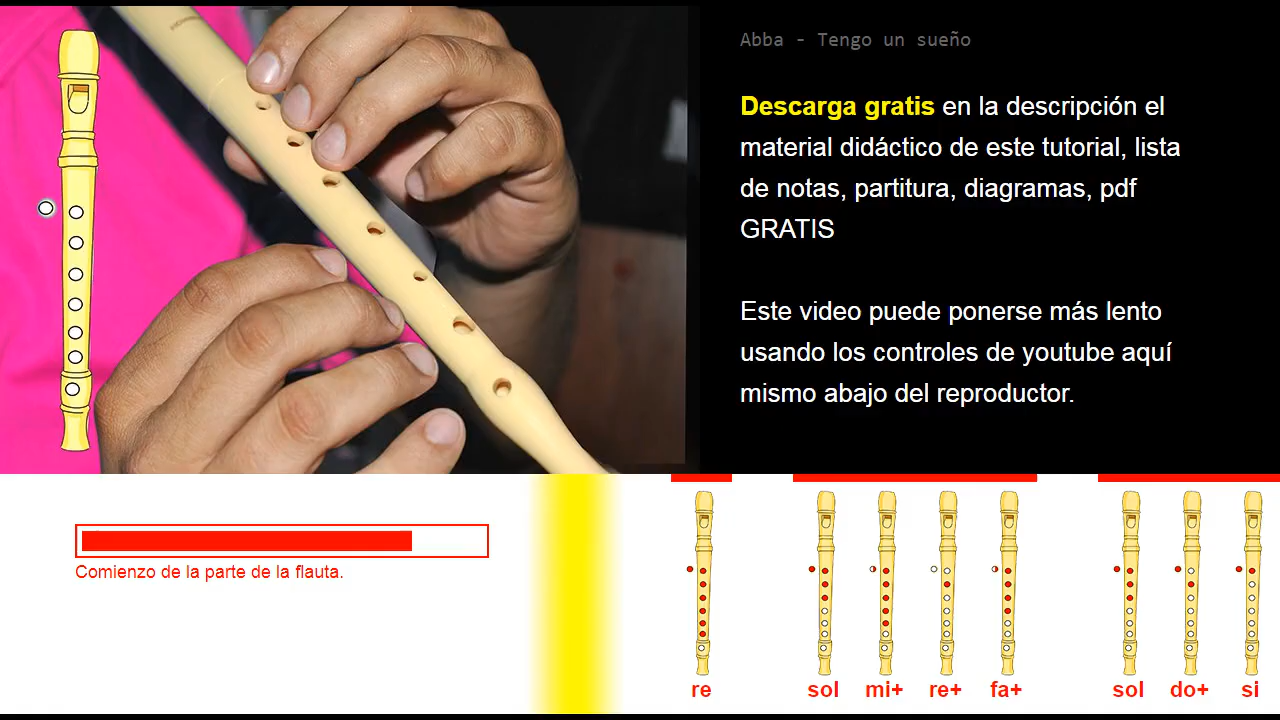 Abba - Tengo un sueño
Descarga gratis en la descripción el
material didáctico de este tutorial, lista
de notas, partitura, diagramas, pdf
GRATIS
Este video puede ponerse más lento
usando los controles de youtube aquí
mismo abajo del reproductor.
Comienzo de la parte de la flauta.
re sol mi+ re+ fa+ sol do+ si